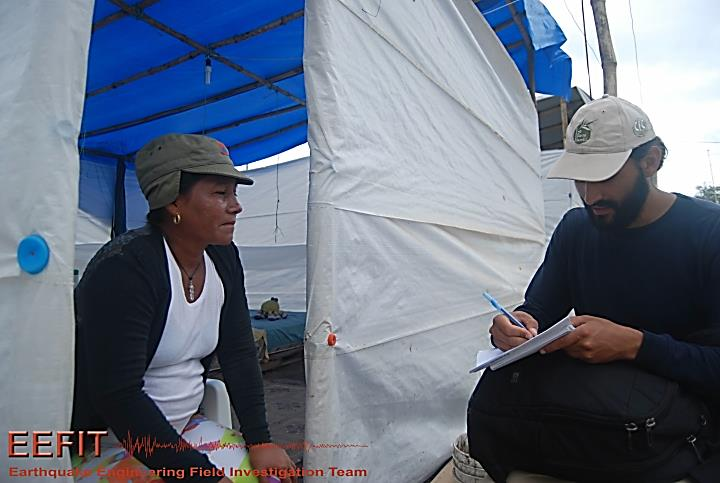 EEFIT
Earthquake Engineering Field Investigation Team